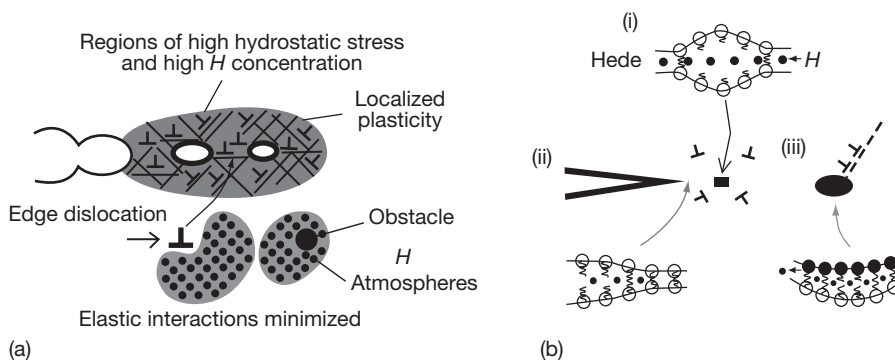 Regions of high hydrostatic stress
and high H concentration
Localized
plasticity
Edge dislocation
Obstacle
H
Atmospheres
Elastic interactions minimized
(a)
(i)
Hede
H
(ii)
(iii)
(b)